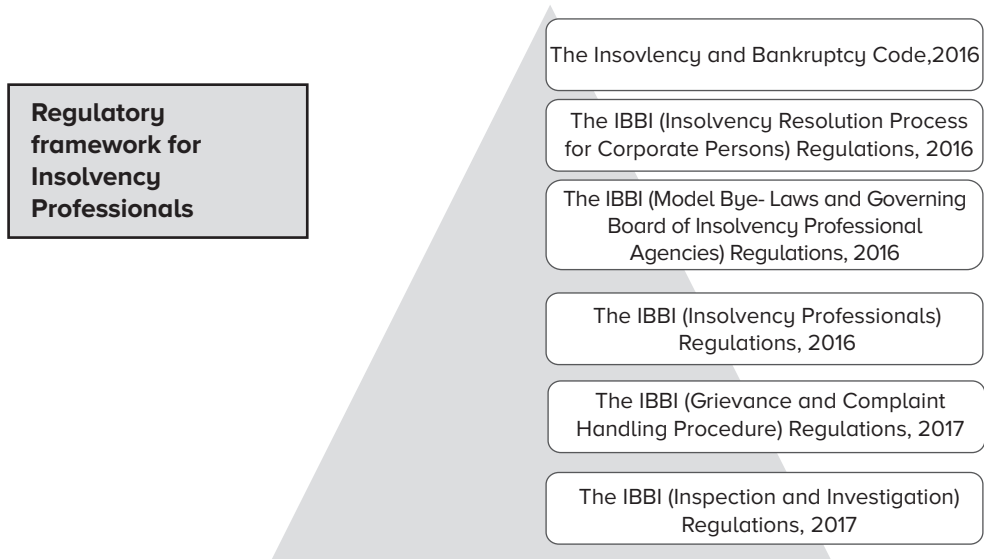 Regulatory
framework for
Insolvency
Professionals
The Insovlency and Bankruptcy Code,2016
The IBBI (Insolvency Resolution Process
for Corporate Persons) Regulations, 2016
The IBBI (Model Bye- Laws and Governing
Board of Insolvency Professional
Agencies) Regulations, 2016
The IBBI (Insolvency Professionals)
Regulations, 2016
The IBBI (Grievance and Complaint
Handling Procedure) Regulations, 2017
The IBBI (Inspection and Investigation)
Regulations, 2017